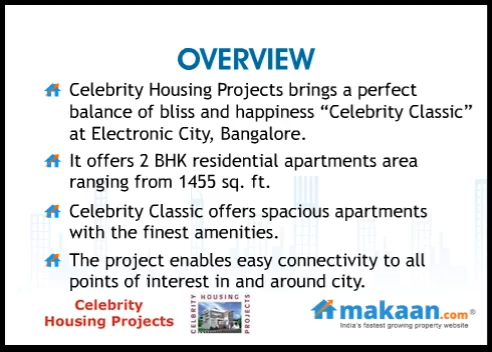 OVERVIEW
Celebrity Housing Projects brings a perfect
balance of bliss and happiness “Celebrity Classic”
at Electronic City, Bangalore.
It offers 2 BHK residential apartments area
ranging from 1455 sq. ft.
Celebrity Classic offers spacious apartments
with the finest amenities.
The project enables easy connectivity to all
points of interest in and around city.
Celebrity
Housing Projects
CELBRITY HOUSING PROJECTS
makaan.com®
India's fastest growing property website